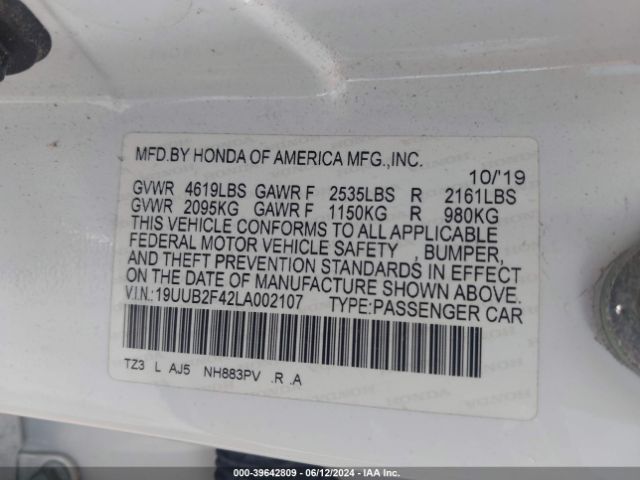 MFD.BY HONDA OF AMERICA MFG.,INC.
10/'19
GVWR 4619LBS GAWR F 2535LBS R 2161LBS
GVWR 2095KG GAWR F 1150KG R 980KG
THIS VEHICLE CONFORMS TO ALL APPLICABLE
FEDERAL MOTOR VEHICLE SAFETY , BUMPER,
AND THEFT PREVENTION STANDARDS IN EFFECT
ON THE DATE OF MANUFACTURE SHOWN ABOVE.
V.I.N.:19UUB2F42LA002107 TYPE:PASSENGER CAR
TZ3 L AJ5 NH883PV .R .A
000-39642809 - 06/12/2024 - IAA